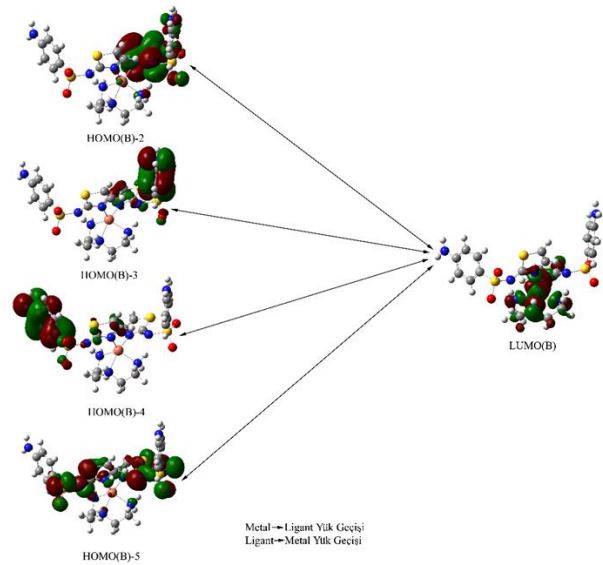 HOMO(B)-2
HOMO(B)-3
HOMO(B)-4
HOMO(B)-5
LUMO(B)
Metal→Ligant Yük Geçişi
Ligant→Metal Yük Geçişi